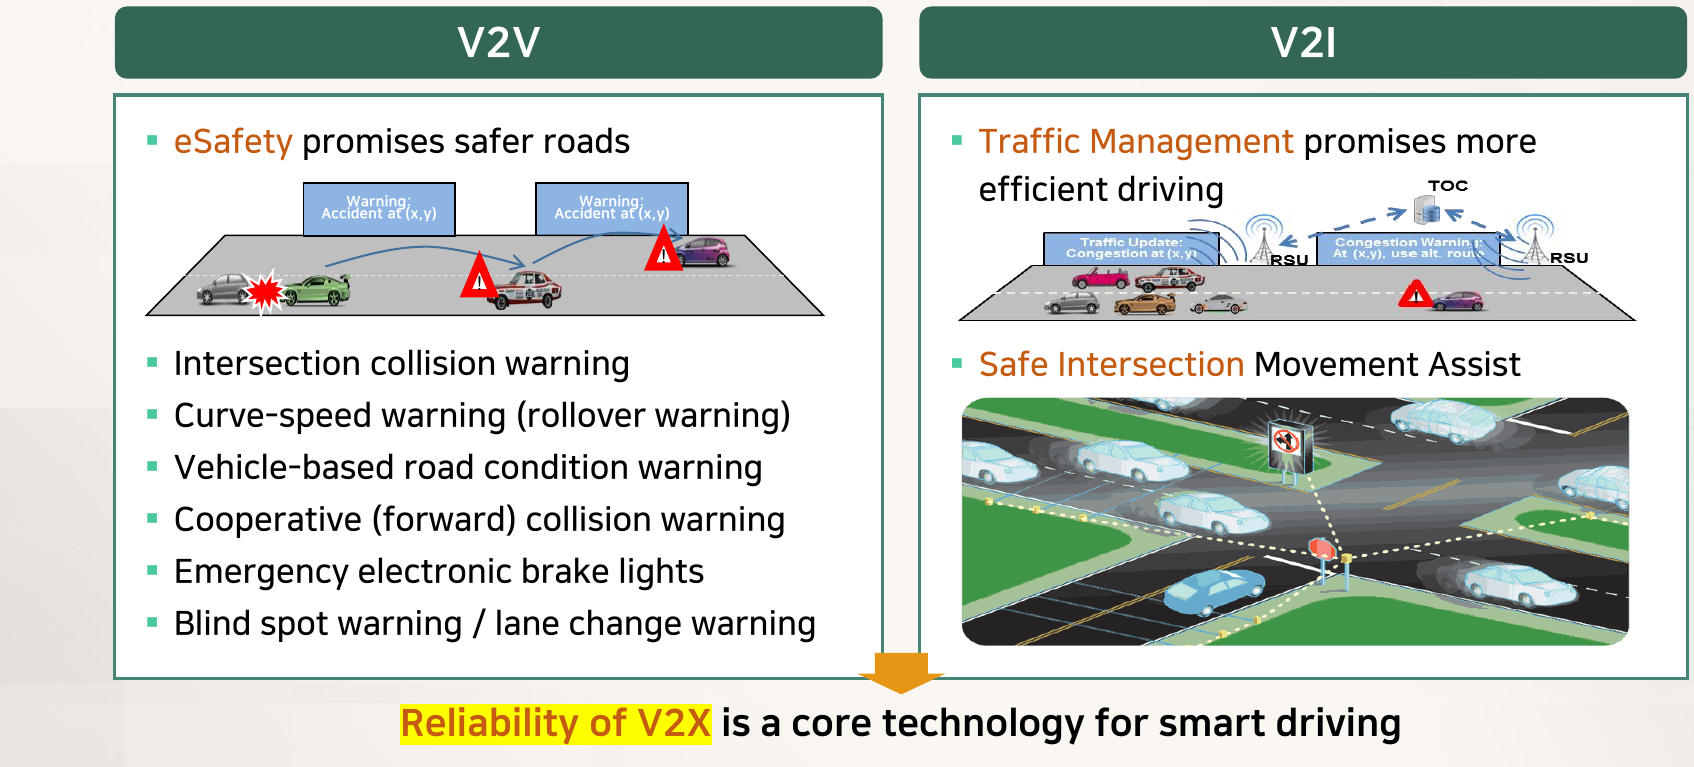 V2V
eSafety promises safer roads
Warning:
Accident at (x,y)
Warning:
Accident at (x,y)
Intersection collision warning
Curve-speed warning (rollover warning)
Vehicle-based road condition warning
Cooperative (forward) collision warning
Emergency electronic brake lights
Blind spot warning / lane change warning
V2I
Traffic Management promises more
efficient driving
TOC
Traffic Update:
Congestion at (x,y)
RSU
Congestion Warning:
At (x,y), use alt. route
RSU
Safe Intersection Movement Assist
Reliability of V2X is a core technology for smart driving